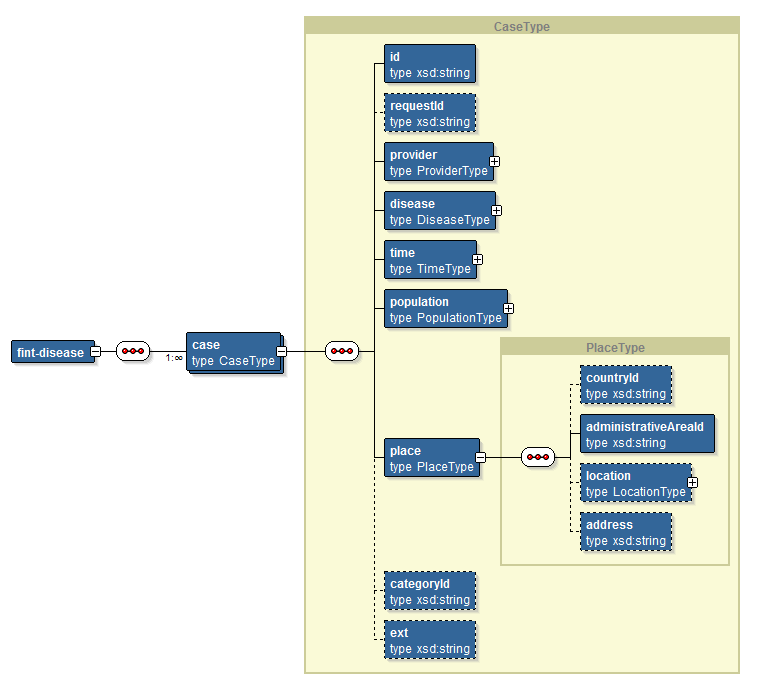 CaseType
id
type xsd:string
requestId
type xsd:string
provider
type ProviderType
disease
type DiseaseType
time
type TimeType
population
type PopulationType
fint-disease
1:∞
case
type CaseType
PlaceType
countryId
type xsd:string
administrativeAreaId
type xsd:string
place
type PlaceType
location
type LocationType
address
type xsd:string
categoryId
type xsd:string
ext
type xsd:string